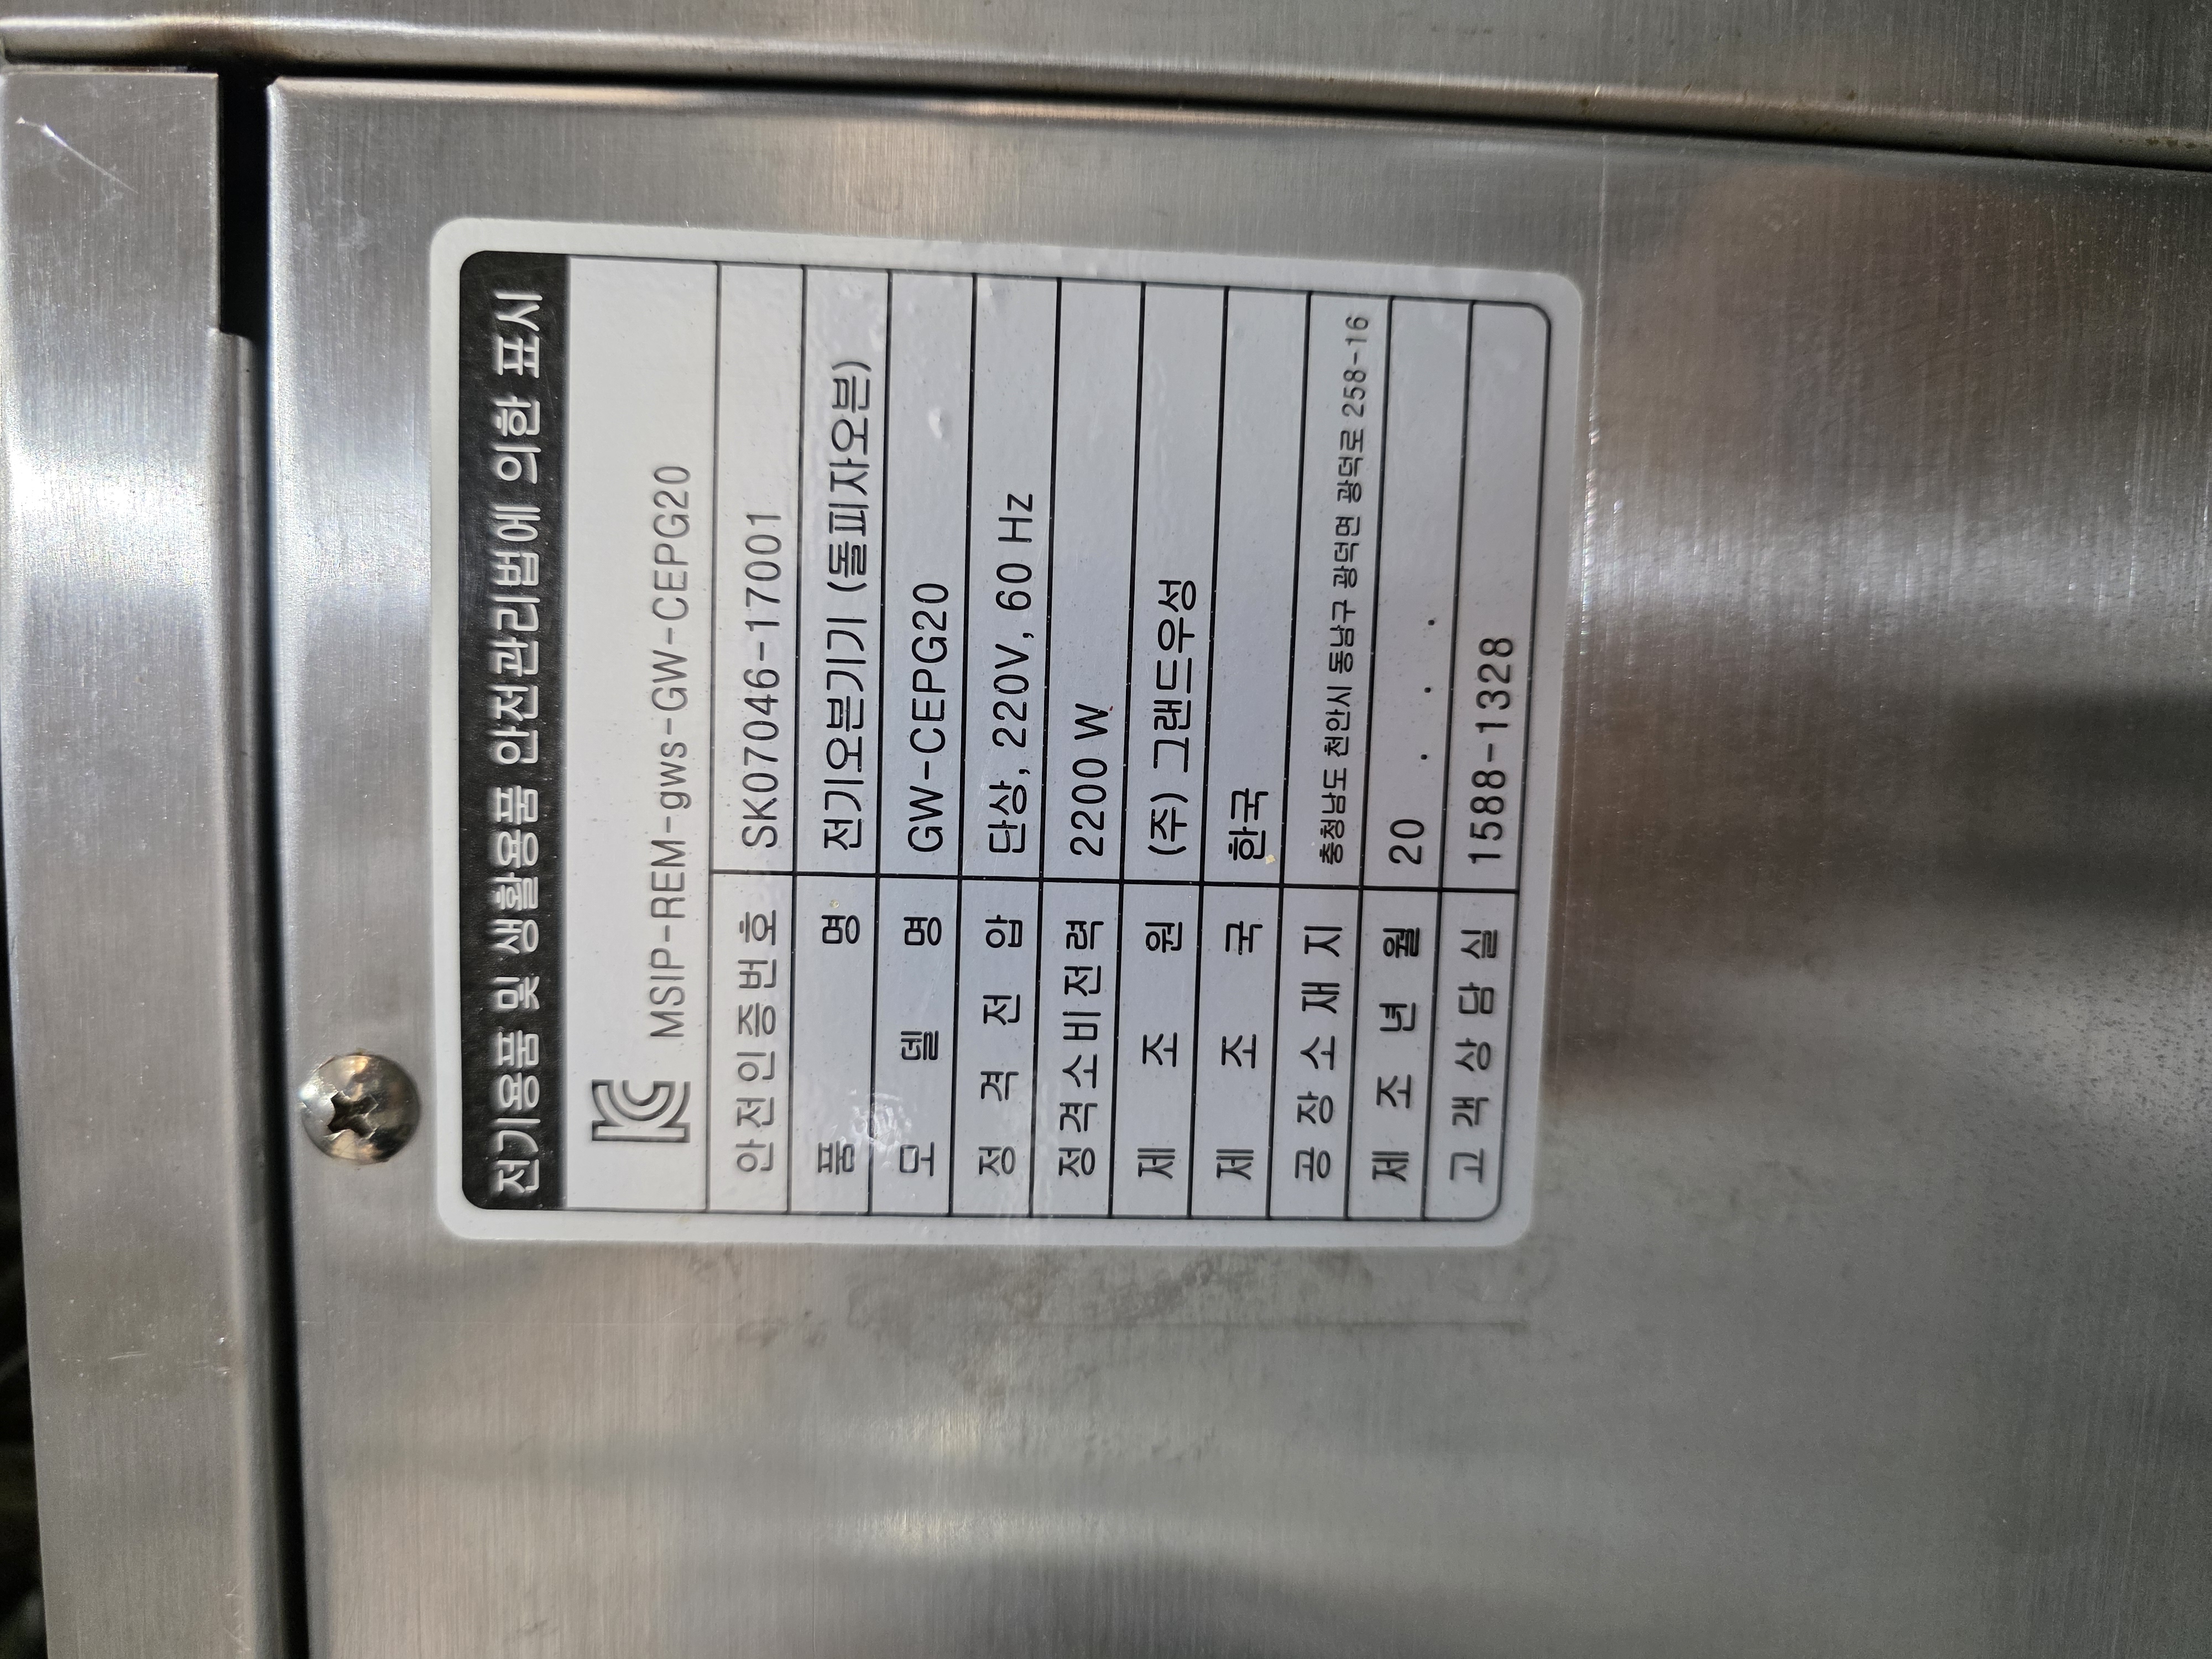 전기용품 및 생활용품 안전관리법에 의한 표시
KC MSIP-REM-gws-GW-CEPG20
안전인증번호 SK07046-17001
품 명 전기오븐기기 (돌피자오븐)
모 델 명 GW-CEPG20
정 격 전 압 단상, 220V, 60 Hz
정격소비전력 2200 W
제 조 원 (주) 그랜드우성
제 조 국 한국
공 장 소 재 지 충청남도 천안시 동남구 광덕면 광덕로 258-16
제 조 년 월 20 . . .
고 객 상 담 실 1588-1328